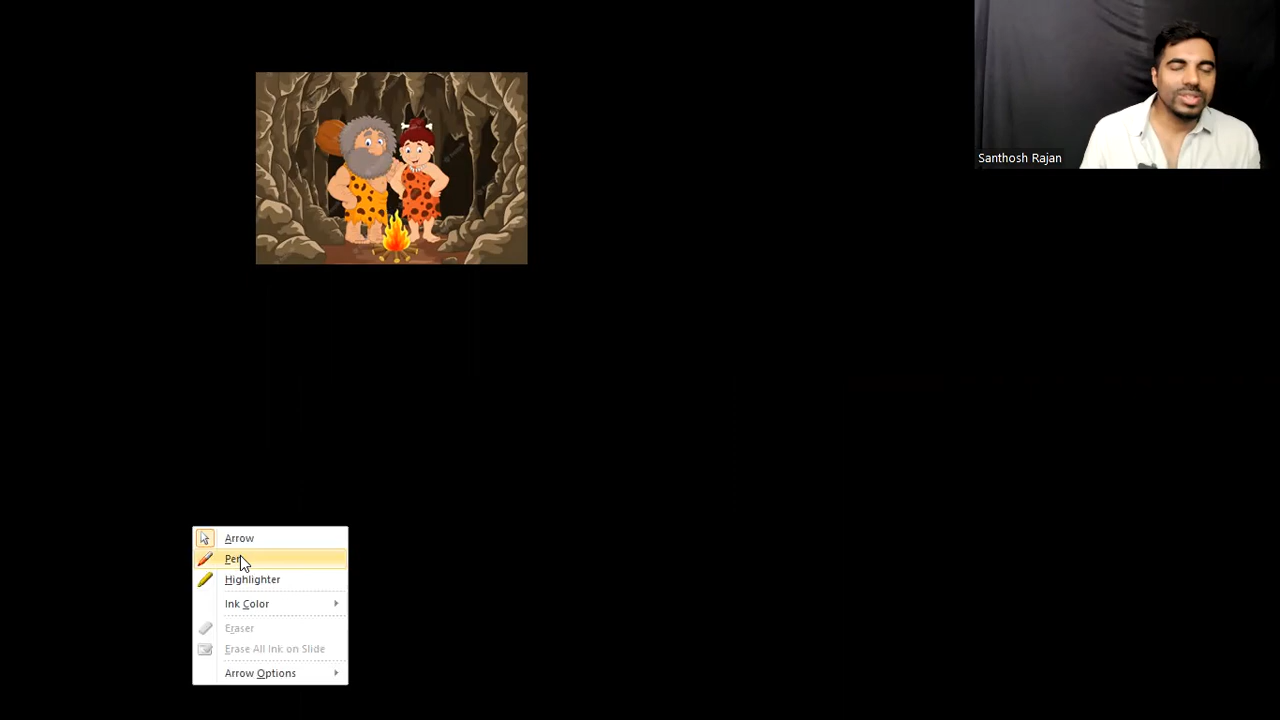 Santhosh Rajan
Arrow
Pen
Highlighter
Ink Color
Eraser
Erase All Ink on Slide
Arrow Options